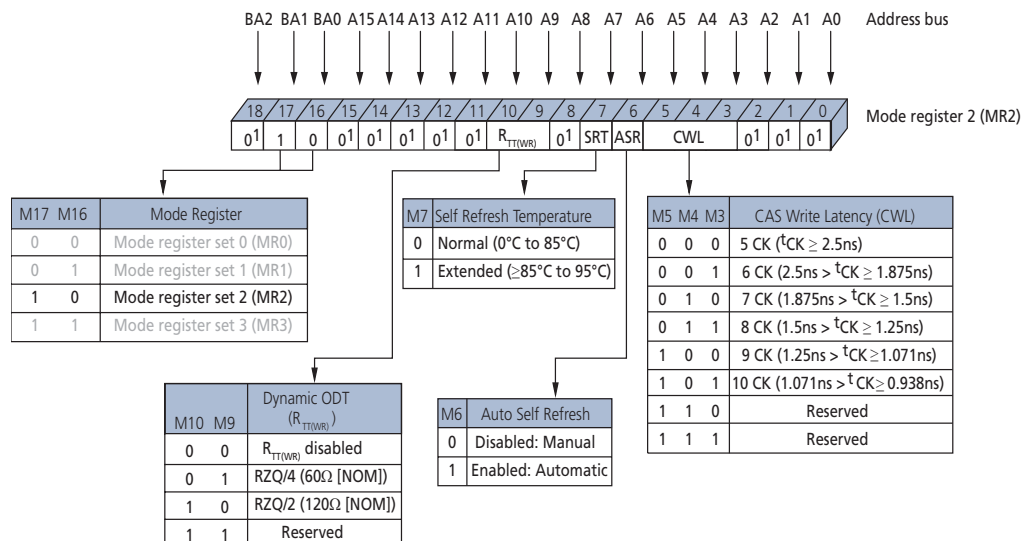 BA2 BA1 BA0 A15 A14 A13 A12 A11 A10 A9 A8 A7 A6 A5 A4 A3 A2 A1 A0 Address bus
18 17 16 15 14 13 12 11 10 9 8 7 6 5 4 3 2 1 0 Mode register 2 (MR2)
0¹ 1 0 0¹ 0¹ 0¹ 0¹ 0¹ R_TT(WR) 0¹ SRT ASR CWL 0¹ 0¹ 0¹
M17 M16 Mode Register
0 0 Mode register set 0 (MR0)
0 1 Mode register set 1 (MR1)
1 0 Mode register set 2 (MR2)
1 1 Mode register set 3 (MR3)
M7 Self Refresh Temperature
0 Normal (0°C to 85°C)
1 Extended (≥85°C to 95°C)
M5 M4 M3 CAS Write Latency (CWL)
0 0 0 5 CK (ᵗCK ≥ 2.5ns)
0 0 1 6 CK (2.5ns > ᵗCK ≥ 1.875ns)
0 1 0 7 CK (1.875ns > ᵗCK ≥ 1.5ns)
0 1 1 8 CK (1.5ns > ᵗCK ≥ 1.25ns)
1 0 0 9 CK (1.25ns > ᵗCK ≥1.071ns)
1 0 1 10 CK (1.071ns > ᵗCK≥ 0.938ns)
1 1 0 Reserved
1 1 1 Reserved
M10 M9 Dynamic ODT
(R_TT(WR))
0 0 R_TT(WR) disabled
0 1 RZQ/4 (60Ω [NOM])
1 0 RZQ/2 (120Ω [NOM])
1 1 Reserved
M6 Auto Self Refresh
0 Disabled: Manual
1 Enabled: Automatic